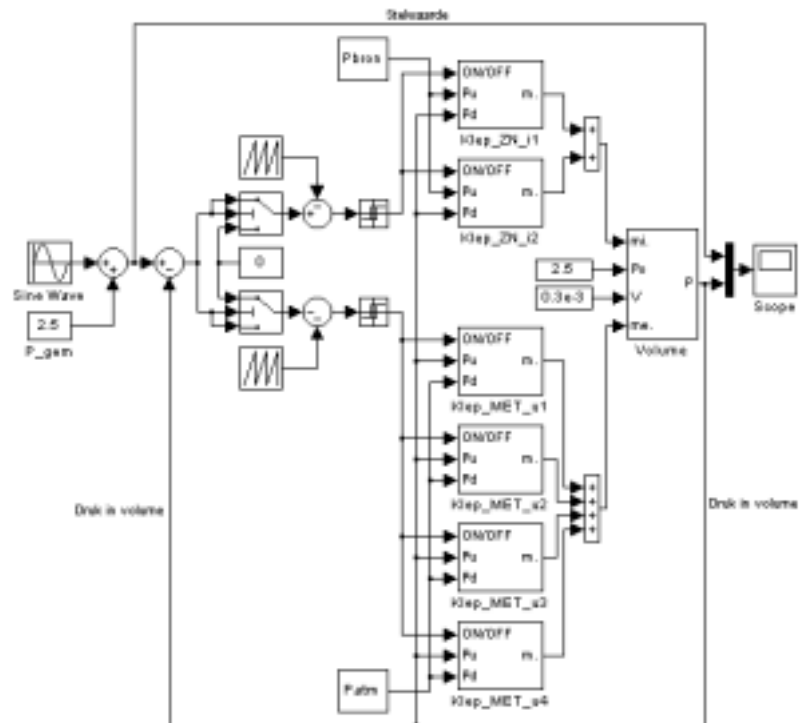 Stelwaarde
Pbron
ON/OFF
Pu
m.
Pd
Klep_ZN_i1
+
+
ON/OFF
Pu
m.
Pd
Klep_ZN_i2
+
-
Sine Wave
+
+
+
-
0
2.5
P_gem
+
-
2.5
0.3e-3
mi.
Po
V
mo.
P
Volume
Scope
ON/OFF
Pu
m.
Pd
Klep_MET_u1
ON/OFF
Pu
m.
Pd
Klep_MET_u2
+
+
+
+
ON/OFF
Pu
m.
Pd
Klep_MET_u3
ON/OFF
Pu
m.
Pd
Klep_MET_u4
Druk in volume
Druk in volume
Patm